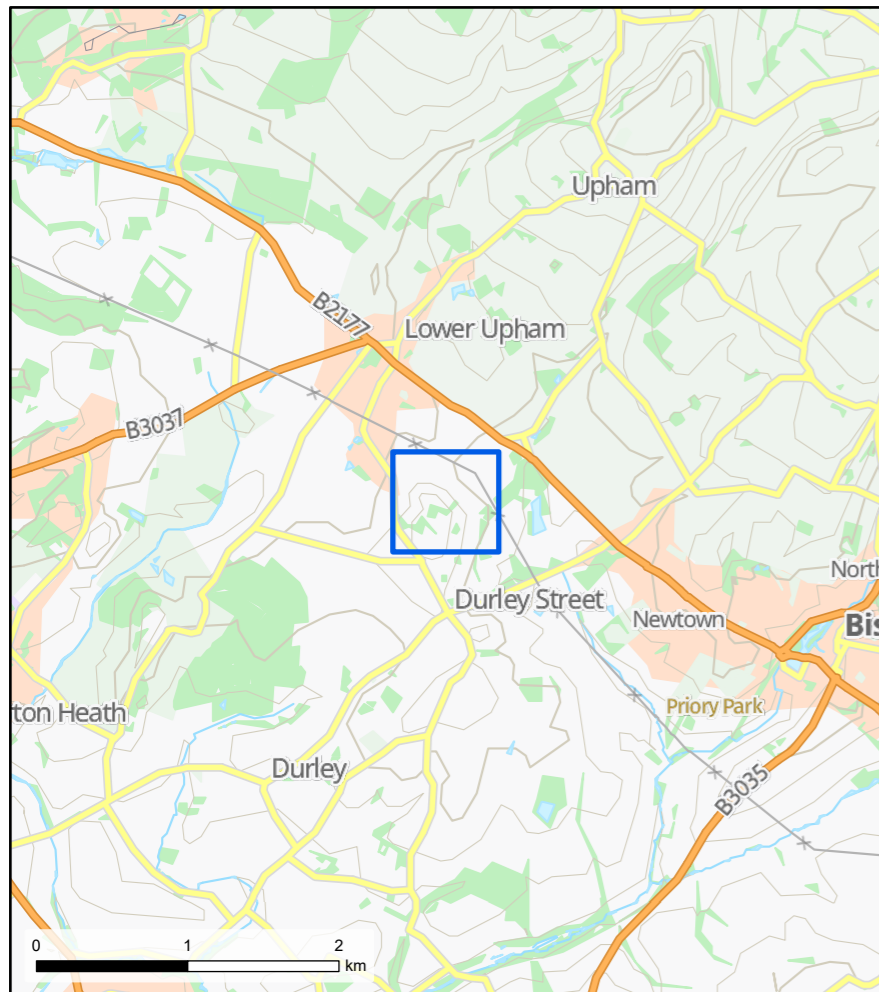 Upham
B2177
Lower Upham
B3037
Durley Street
North
Newtown
Bis
Priory Park
rton Heath
Durley
B3035
0 1 2
km